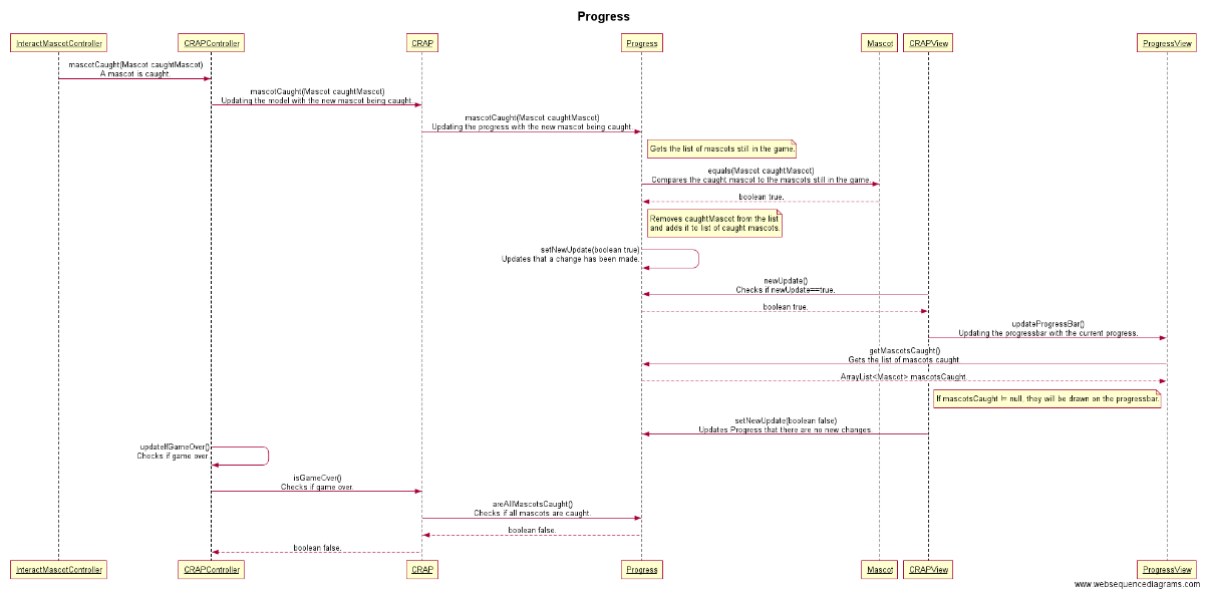 Progress
InteractMascotController
CRAPController
CRAP
Progress
Mascot
CRAPView
ProgressView
mascotCaught(Mascot caughtMascot)
A mascot is caught.
mascotCaught(Mascot caughtMascot)
Updating the model with the new mascot being caught.
mascotCaught(Mascot caughtMascot)
Updating the progress with the new mascot being caught
Gets the list of mascots still in the game.
equals(Mascot caughtMascot)
Compares the caught mascot to the mascots still in the game.
boolean true.
Removes caughtMascot from the list
and adds it to list of caught mascots.
setNewUpdate(boolean true)
Updates that a change has been made.
newUpdate()
Checks if newUpdate==true.
boolean true.
updateProgressBar()
Updating the progressbar with the current progress.
getMascotsCaught()
Gets the list of mascots caught.
ArrayList<Mascot> mascotsCaught
If mascotsCaught != null, they will be drawn on the progressbar.
setNewUpdate(boolean false)
Updates Progress that there are no new changes.
updateIfGameOver()
Checks if game over.
isGameOver()
Checks if game over.
areAllMascotsCaught()
Checks if all mascots are caught.
boolean false.
boolean false.
InteractMascotController
CRAPController
CRAP
Progress
Mascot
CRAPView
ProgressView
www.websequencediagrams.com